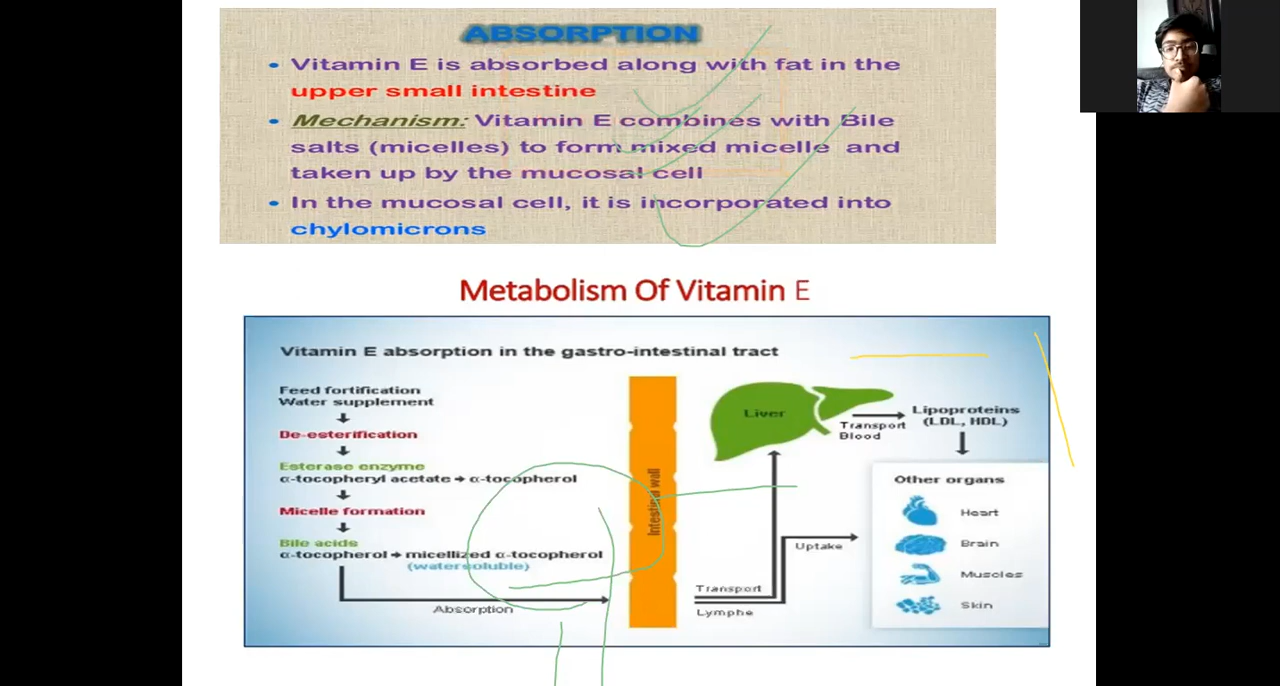 ABSORPTION
• Vitamin E is absorbed along with fat in the
upper small intestine
• Mechanism: Vitamin E combines with Bile
salts (micelles) to form mixed micelle and
taken up by the mucosal cell
• In the mucosal cell, it is incorporated into
chylomicrons
Metabolism Of Vitamin E
Vitamin E absorption in the gastro-intestinal tract
Feed fortification
Water supplement
De-esterification
Esterase enzyme
α-tocopheryl acetate → α-tocopherol
Micelle formation
Bile acids
α-tocopherol → micellized α-tocopherol
(watersoluble)
Absorption
Intestinal wall
Liver
Transport
Blood
Lipoproteins
(LDL, HDL)
Transport
Lymphe
Uptake
Other organs
Heart
Brain
Muscles
Skin